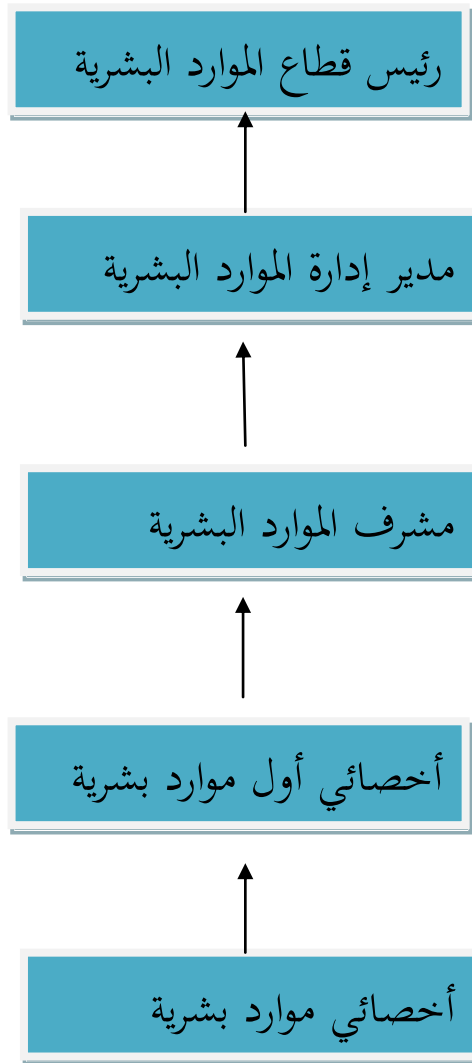 رئيس قطاع الموارد البشرية
مدير إدارة الموارد البشرية
مشرف الموارد البشرية
أخصائي أول موارد بشرية
أخصائي موارد بشرية